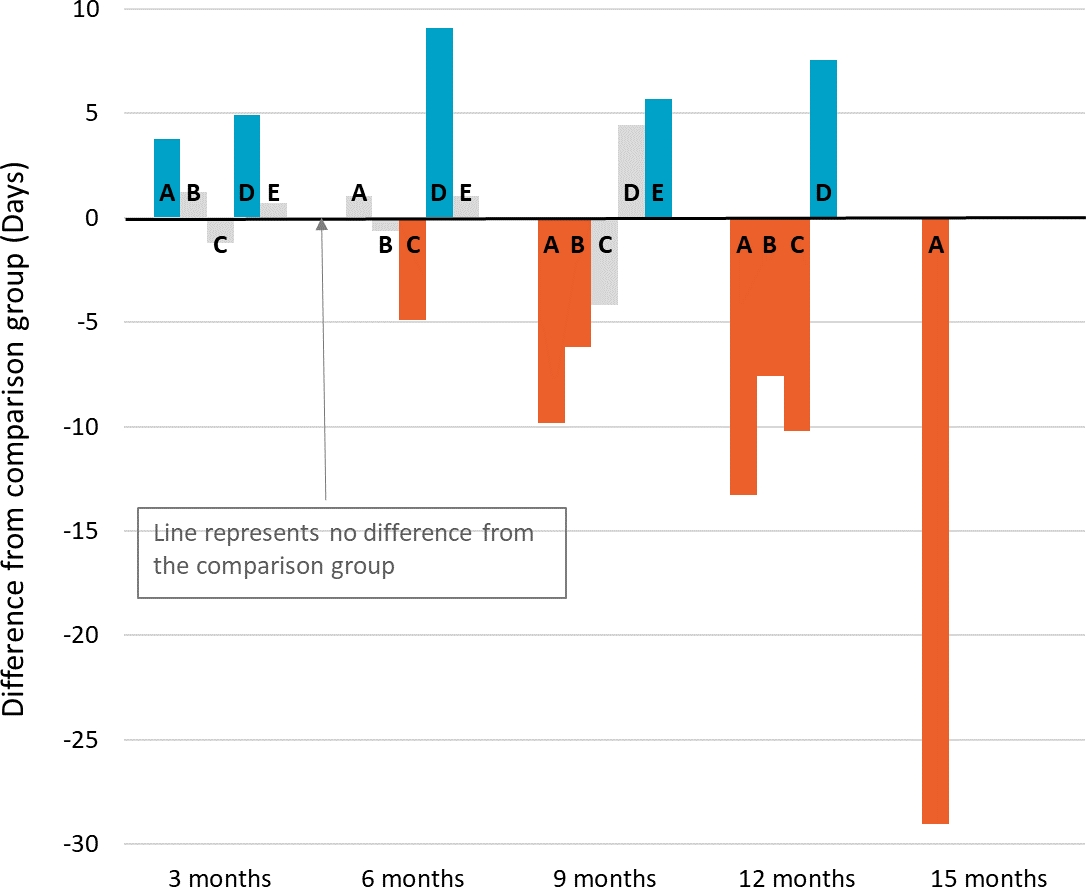 Difference from comparison group (Days)
10
5
0
-5
-10
-15
-20
-25
-30
A B C D E
A B C D E
A B C D E
A B C D
A
Line represents no difference from
the comparison group
3 months
6 months
9 months
12 months
15 months